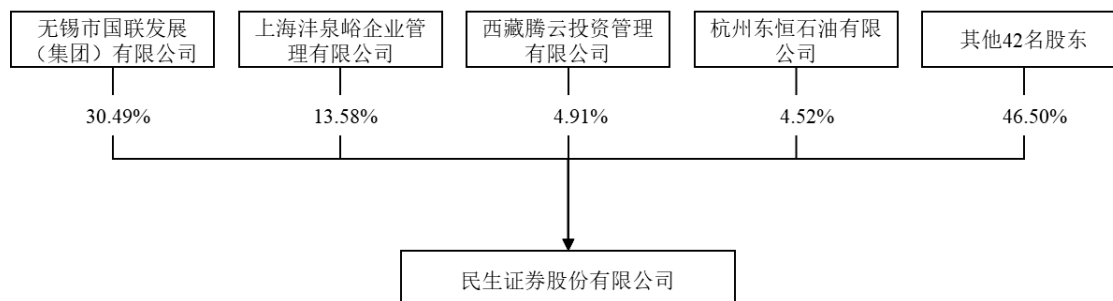 无锡市国联发展
（集团）有限公司
上海沣泉峪企业管
理有限公司
西藏腾云投资管理
有限公司
杭州东恒石油有限
公司
其他42名股东
30.49%
13.58%
4.91%
4.52%
46.50%
民生证券股份有限公司